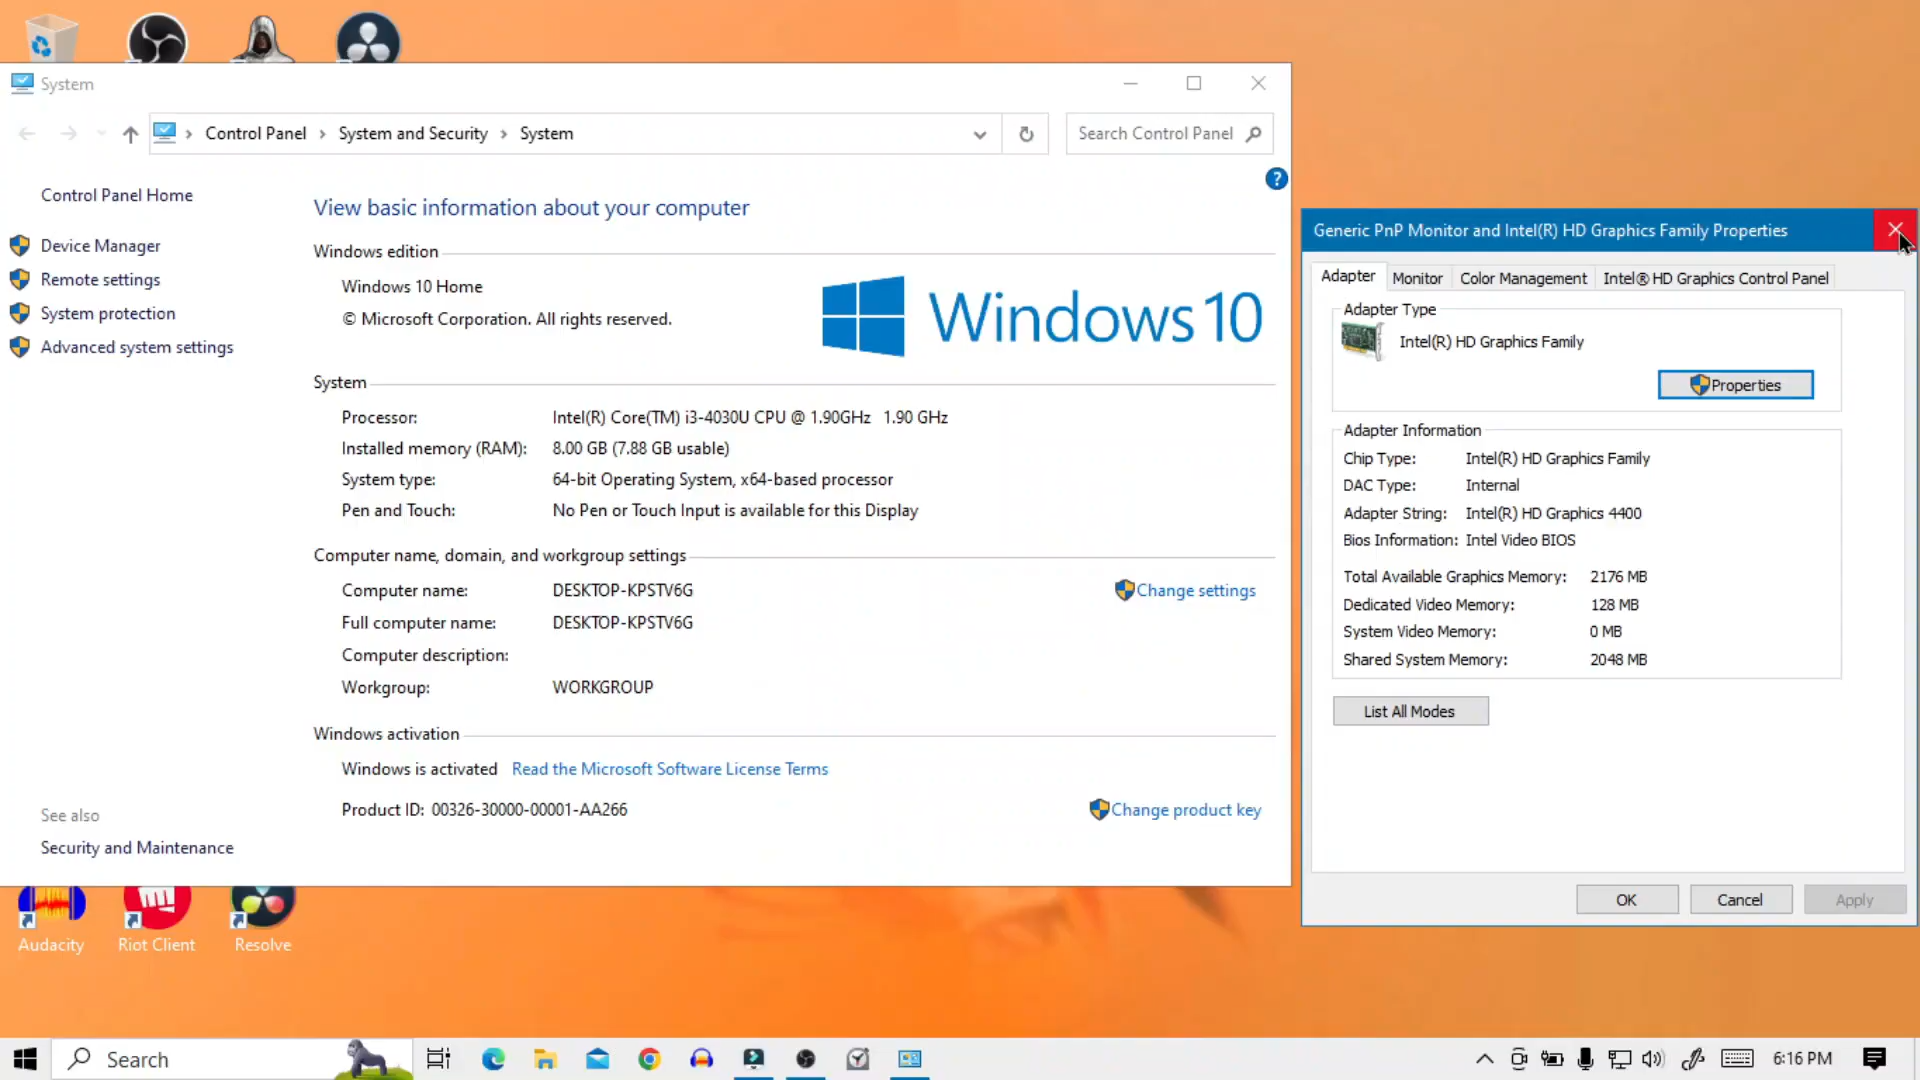 System
Control Panel > System and Security > System
Search Control Panel
Control Panel Home
Device Manager
Remote settings
System protection
Advanced system settings
See also
Security and Maintenance
View basic information about your computer
Windows edition
Windows 10 Home
© Microsoft Corporation. All rights reserved.
Windows 10
System
Processor: Intel(R) Core(TM) i3-4030U CPU @ 1.90GHz 1.90 GHz
Installed memory (RAM): 8.00 GB (7.88 GB usable)
System type: 64-bit Operating System, x64-based processor
Pen and Touch: No Pen or Touch Input is available for this Display
Computer name, domain, and workgroup settings
Computer name: DESKTOP-KPSTV6G
Change settings
Full computer name: DESKTOP-KPSTV6G
Computer description:
Workgroup: WORKGROUP
Windows activation
Windows is activated Read the Microsoft Software License Terms
Product ID: 00326-30000-00001-AA266
Change product key
Generic PnP Monitor and Intel(R) HD Graphics Family Properties
Adapter Monitor Color Management Intel® HD Graphics Control Panel
Adapter Type
Intel(R) HD Graphics Family
Properties
Adapter Information
Chip Type: Intel(R) HD Graphics Family
DAC Type: Internal
Adapter String: Intel(R) HD Graphics 4400
Bios Information: Intel Video BIOS
Total Available Graphics Memory: 2176 MB
Dedicated Video Memory: 128 MB
System Video Memory: 0 MB
Shared System Memory: 2048 MB
List All Modes
OK Cancel Apply
Audacity
Riot Client
Resolve
Search
6:16 PM